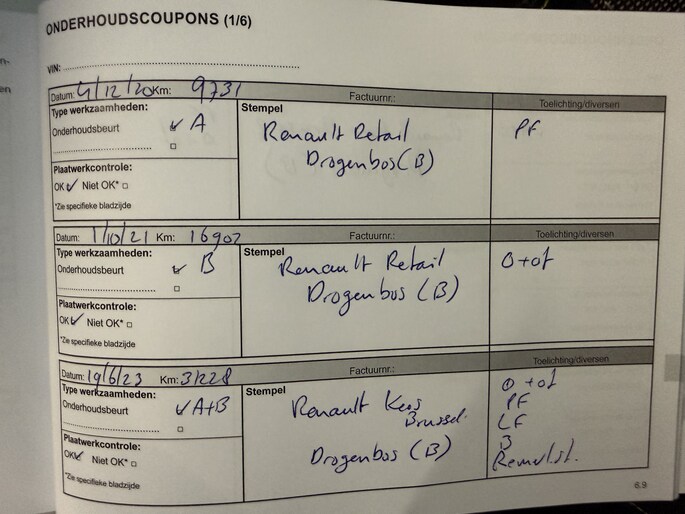 ONDERHOUDSCOUPONS (1/6)
VIN:
Datum: 4/12/20 Km: 9731 Factuurnr.: Toelichting/diversen
Type werkzaamheden: Stempel
Onderhoudsbeurt A
Renault Retail
Drogenbos (B)
PF
Plaatwerkcontrole:
OK Niet OK*
*Zie specifieke bladzijde
Datum: 1/10/21 Km: 16907 Factuurnr.: Toelichting/diversen
Type werkzaamheden: Stempel
Onderhoudsbeurt B
Renault Retail
Drogenbos (B)
O+of
Plaatwerkcontrole:
OK Niet OK*
*Zie specifieke bladzijde
Datum: 19/6/23 Km: 31228 Factuurnr.: Toelichting/diversen
Type werkzaamheden: Stempel
Onderhoudsbeurt A+B
Renault
Brussel.
Drogenbos (B)
O+of
PF
LF
Remvlst.
Plaatwerkcontrole:
OK Niet OK*
*Zie specifieke bladzijde
6.9